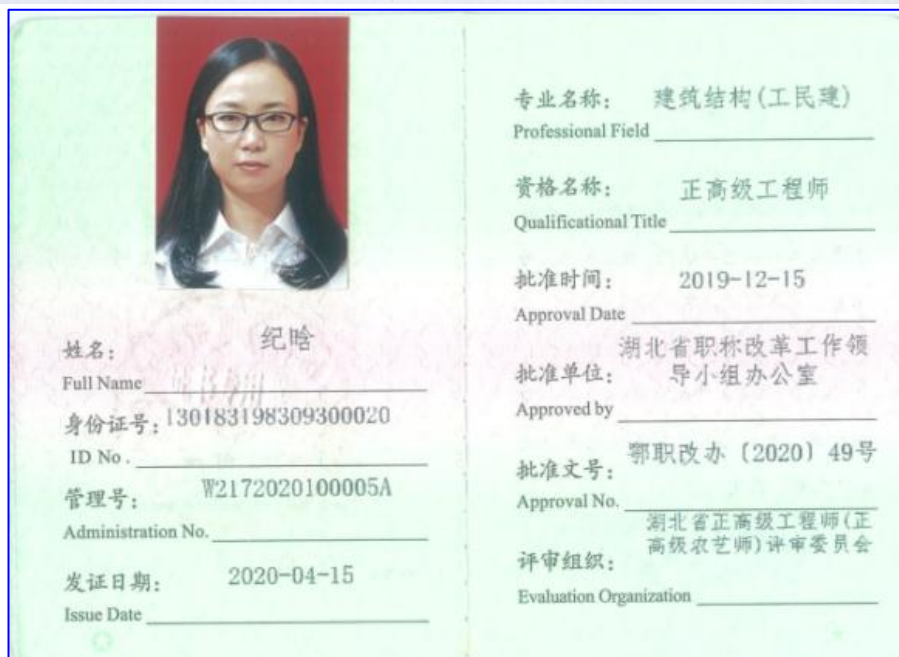 姓名： 纪晗
Full Name
身份证号：130183198309300020
ID No .
管理号： W2172020100005A
Administration No.
发证日期： 2020-04-15
Issue Date
专业名称： 建筑结构(工民建)
Professional Field
资格名称： 正高级工程师
Qualificational Title
批准时间： 2019-12-15
Approval Date
湖北省职称改革工作领
批准单位： 导小组办公室
Approved by
批准文号： 鄂职改办〔2020〕49号
Approval No.
湖北省正高级工程师(正
高级农艺师)评审委员会
评审组织：
Evaluation Organization